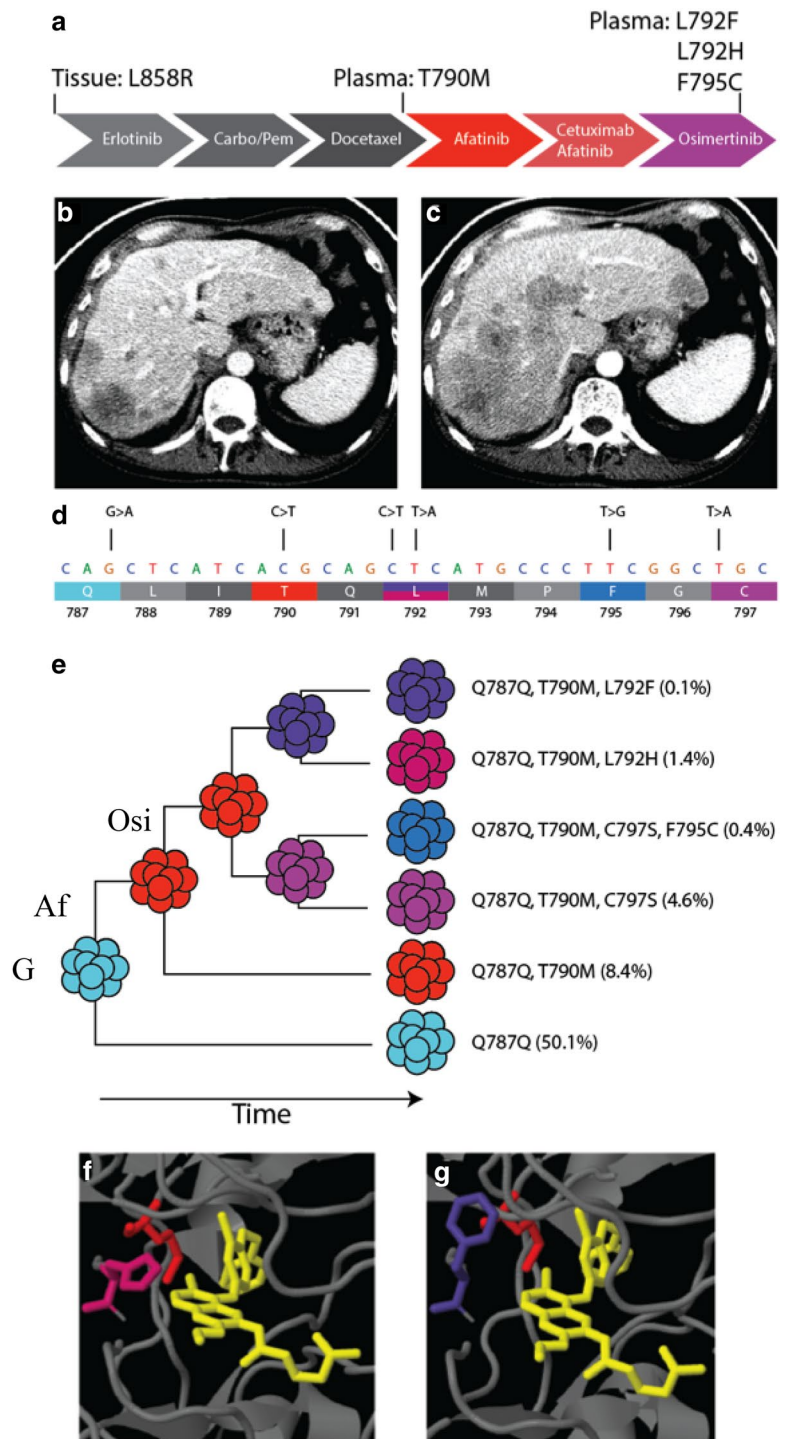 a
Plasma: L792F
L792H
F795C
Tissue: L858R
Plasma: T790M
Erlotinib
Carbo/Pem
Docetaxel
Afatinib
Cetuximab
Afatinib
Osimertinib
b
c
d
G>A C>T C>T T>A T>G T>A
C A G C T C A T C A C G C A G C T C A T G C C C T T C G G C T G C
Q L I T Q L M P F G C
787 788 789 790 791 792 793 794 795 796 797
e
Q787Q, T790M, L792F (0.1%)
Q787Q, T790M, L792H (1.4%)
Osi
Q787Q, T790M, C797S, F795C (0.4%)
Af
Q787Q, T790M, C797S (4.6%)
G
Q787Q, T790M (8.4%)
Q787Q (50.1%)
Time
f
g